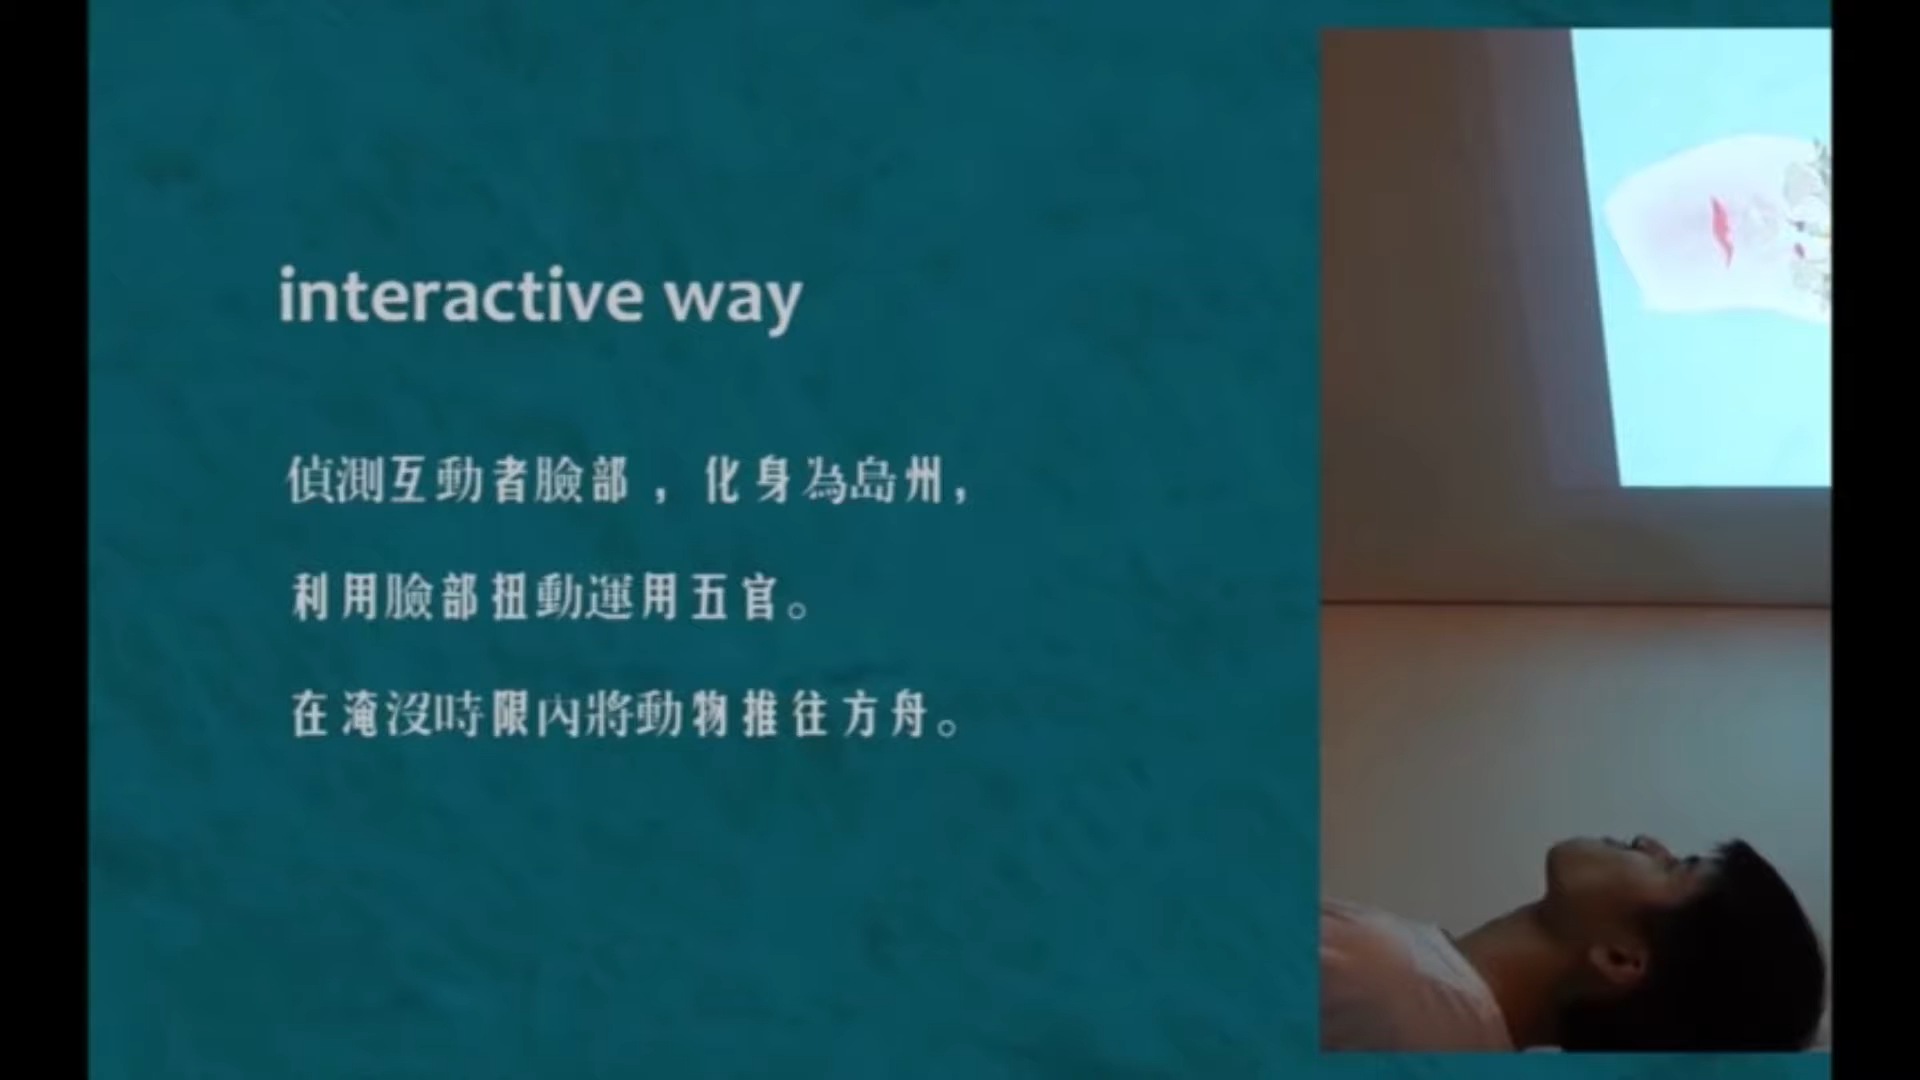 interactive way
偵測互動者臉部，化身為島州，
利用臉部扭動運用五官。
在淹沒時限內將動物推往方舟。